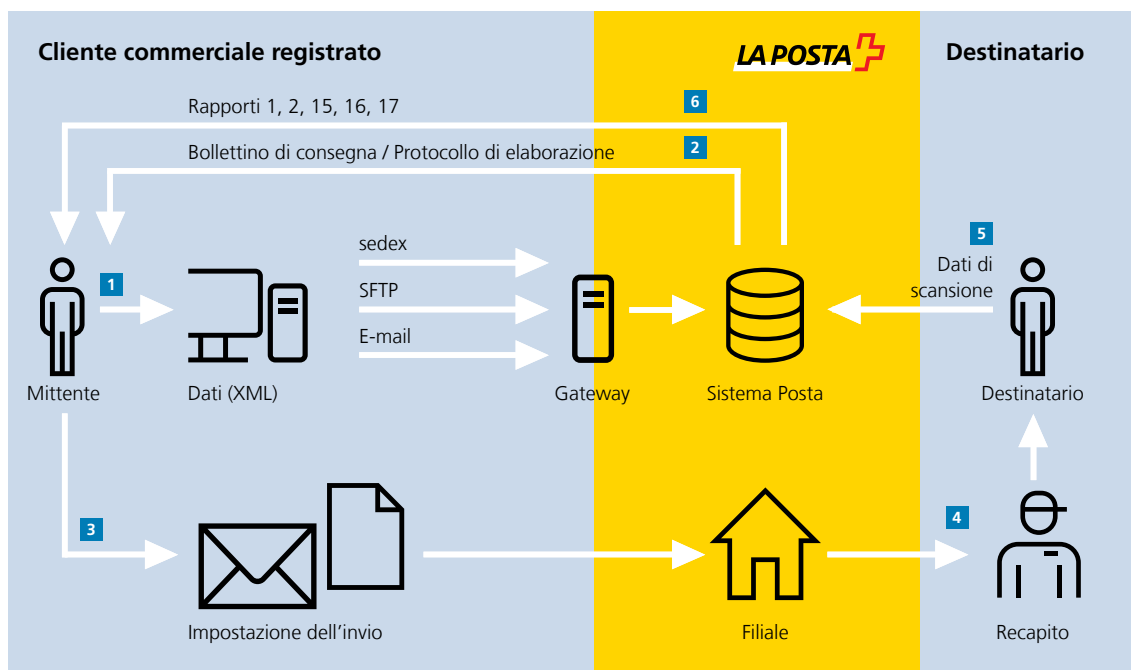 Cliente commerciale registrato
LA POSTA
Destinatario
Rapporti 1, 2, 15, 16, 17
6
Bollettino di consegna / Protocollo di elaborazione
2
sedex
5
1
SFTP
Dati di
scansione
E-mail
Mittente
Dati (XML)
Gateway
Sistema Posta
Destinatario
3
4
Impostazione dell’invio
Filiale
Recapito